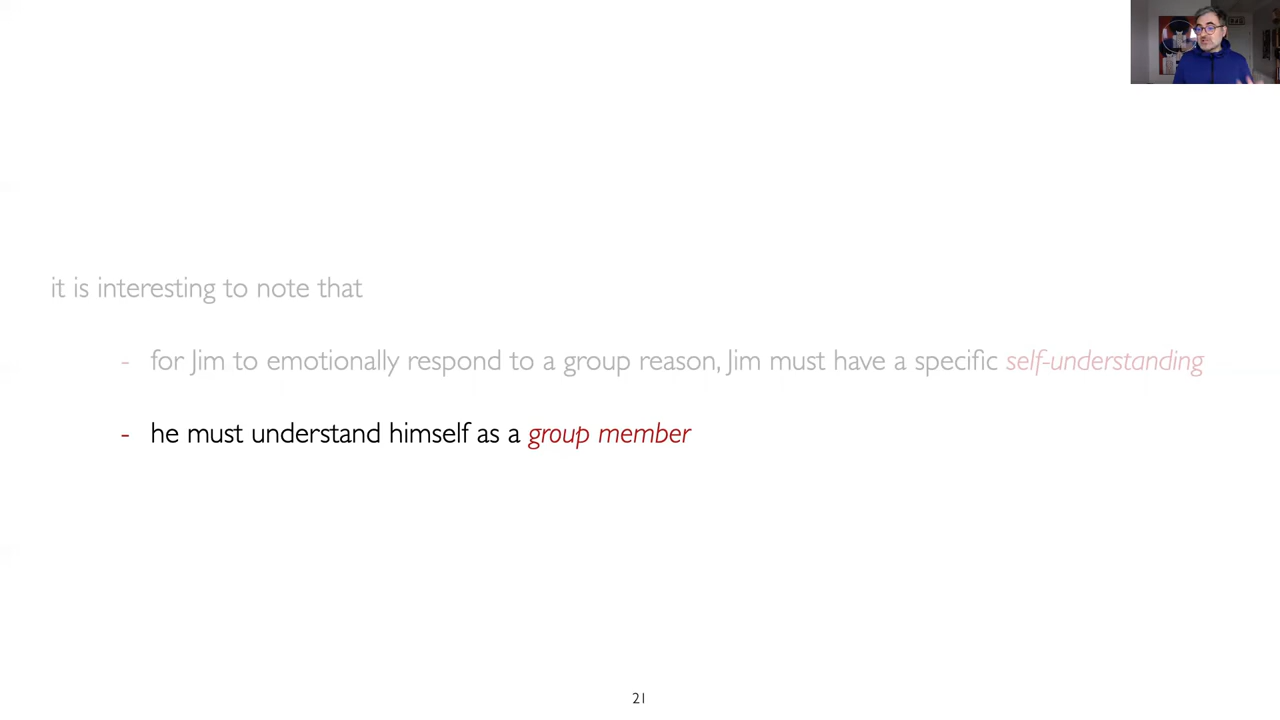 it is interesting to note that
- for Jim to emotionally respond to a group reason, Jim must have a specific self-understanding
- he must understand himself as a group member
21